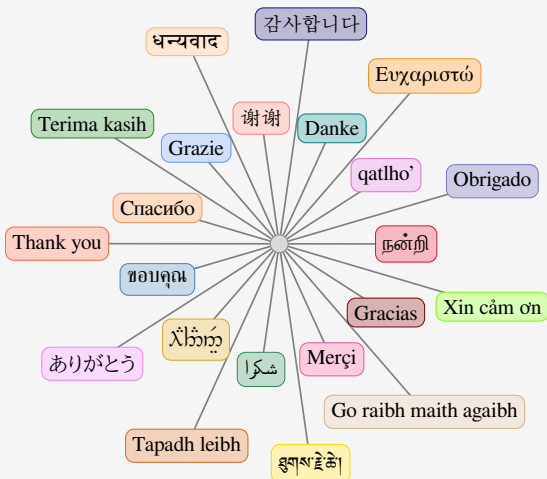 감사합니다
धन्यवाद
Ευχαριστώ
谢谢
Terima kasih
Danke
Grazie
qatlho’
Obrigado
Спасибо
Thank you
நன்றி
ขอบคุณ
Xin cảm ơn
Gracias
ありがとう
Merçi
شكرا
Go raibh maith agaibh
Tapadh leibh
ཐུགས་རྗེ་ཆེ།